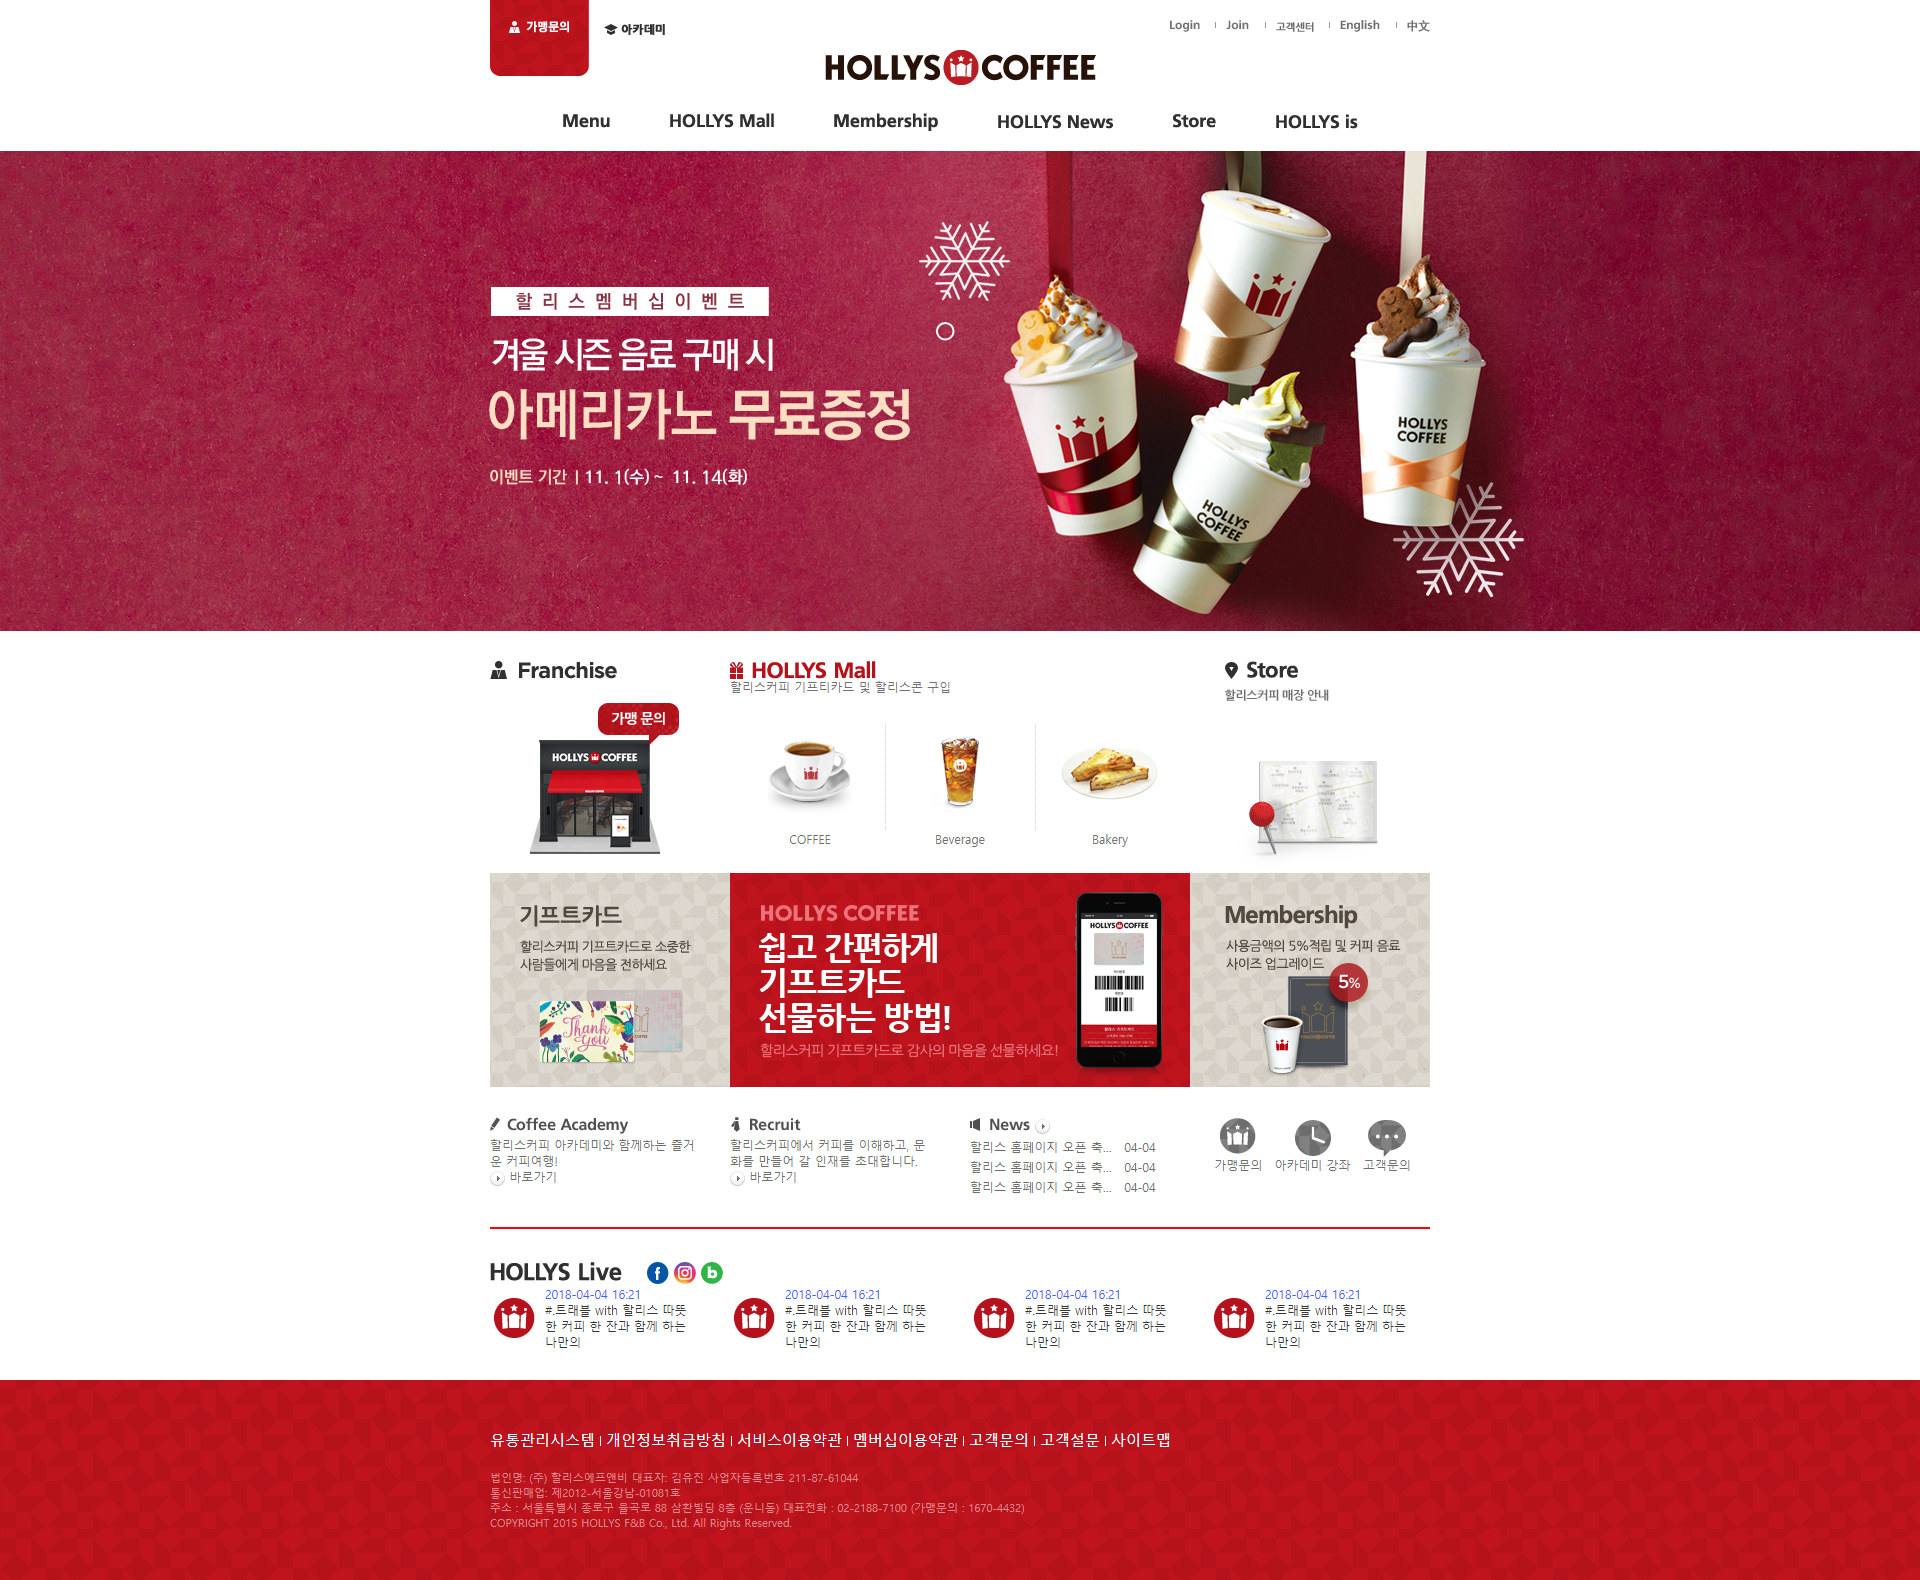 가맹문의
아카데미
Login
Join
고객센터
English
中文
HOLLYS COFFEE
Menu
HOLLYS Mall
Membership
HOLLYS News
Store
HOLLYS is
할리스멤버십이벤트
겨울 시즌 음료 구매 시
아메리카노 무료증정
이벤트 기간 | 11. 1(수) ~ 11. 14(화)
HOLLYS
COFFEE
HOLLYS
COFFEE
Franchise
가맹 문의
HOLLYS COFFEE
HOLLYS Mall
할리스커피 기프티카드 및 할리스콘 구입
COFFEE
Beverage
Bakery
Store
할리스커피 매장 안내
기프트카드
할리스커피 기프트카드로 소중한
사람들에게 마음을 전하세요
Thank
You
HOLLYS COFFEE
쉽고 간편하게
기프트카드
선물하는 방법!
할리스커피 기프트카드로 감사의 마음을 선물하세요!
HOLLYS COFFEE
Membership
사용금액의 5%적립 및 커피 음료
사이즈 업그레이드
5%
Coffee Academy
할리스커피 아카데미와 함께하는 즐거
운 커피여행!
바로가기
Recruit
할리스커피에서 커피를 이해하고, 문
화를 만들어 갈 인재를 초대합니다.
바로가기
News
할리스 홈페이지 오픈 축... 04-04
할리스 홈페이지 오픈 축... 04-04
할리스 홈페이지 오픈 축... 04-04
가맹문의
아카데미 강좌
고객문의
HOLLYS Live
2018-04-04 16:21
#.트래블 with 할리스 따뜻
한 커피 한 잔과 함께 하는
나만의
2018-04-04 16:21
#.트래블 with 할리스 따뜻
한 커피 한 잔과 함께 하는
나만의
2018-04-04 16:21
#.트래블 with 할리스 따뜻
한 커피 한 잔과 함께 하는
나만의
2018-04-04 16:21
#.트래블 with 할리스 따뜻
한 커피 한 잔과 함께 하는
나만의
유통관리시스템 | 개인정보취급방침 | 서비스이용약관 | 멤버십이용약관 | 고객문의 | 고객설문 | 사이트맵
법인명: (주) 할리스에프앤비 대표자: 김유진 사업자등록번호 211-87-61044
통신판매업: 제2012-서울강남-01081호
주소 : 서울특별시 종로구 율곡로 88 삼환빌딩 8층 (운니동) 대표전화 : 02-2188-7100 (가맹문의 : 1670-4432)
COPYRIGHT 2015 HOLLYS F&B Co., Ltd. All Rights Reserved.